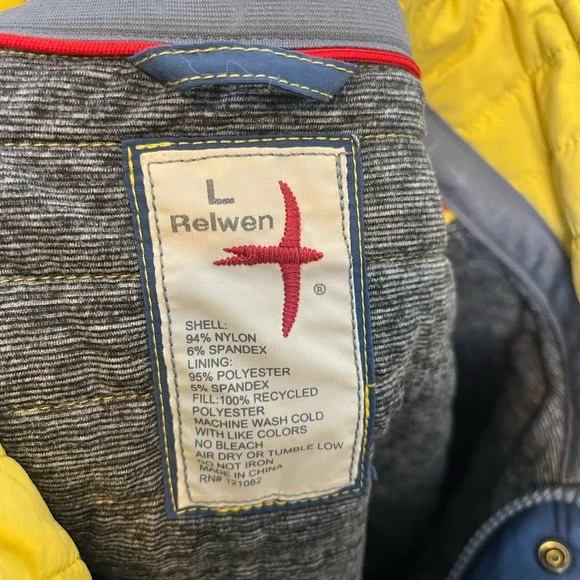 L
Relwen
®
SHELL:
94% NYLON
6% SPANDEX
LINING:
95% POLYESTER
5% SPANDEX
FILL:100% RECYCLED
POLYESTER
MACHINE WASH COLD
WITH LIKE COLORS
NO BLEACH
AIR DRY OR TUMBLE LOW
DO NOT IRON
MADE IN CHINA
RN# 121082